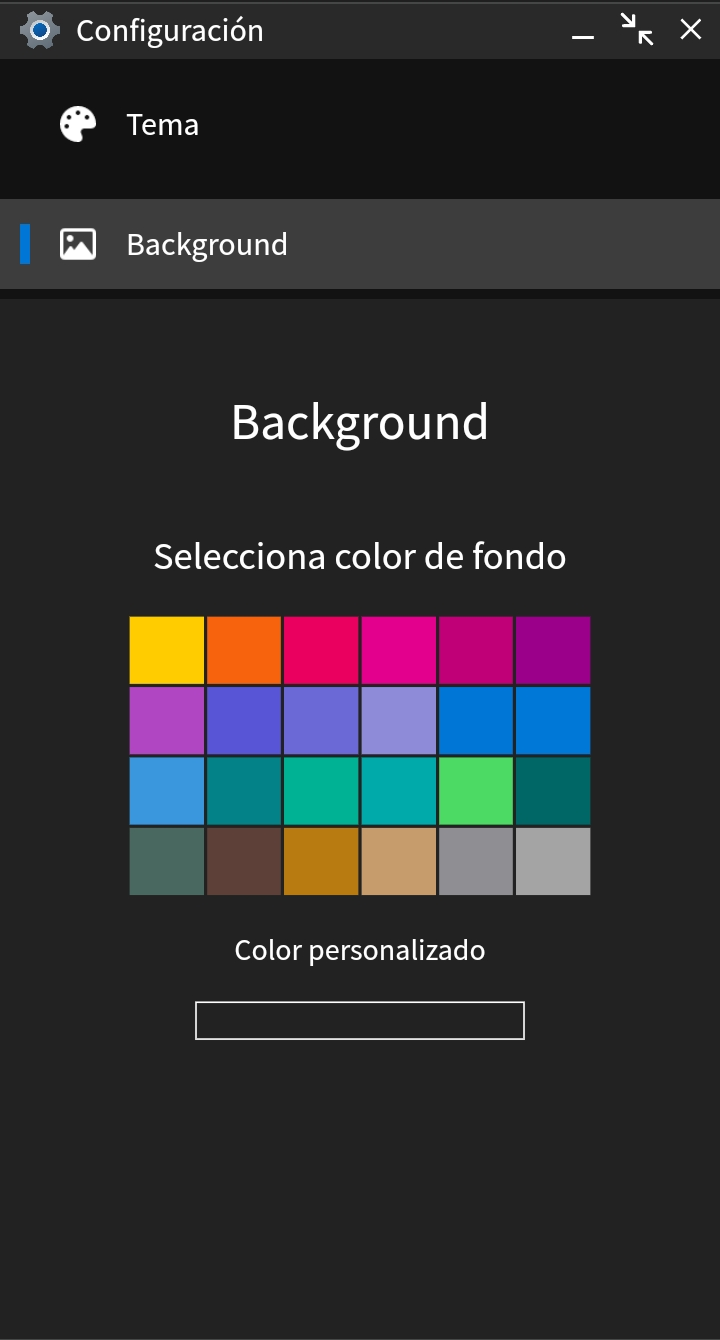 Configuración
Tema
Background
Background
Selecciona color de fondo
Color personalizado